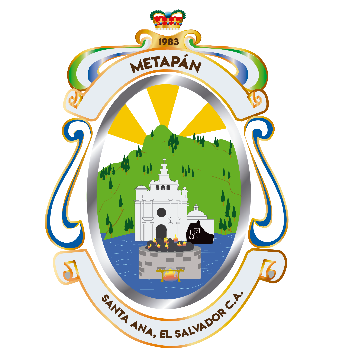 1983
METAPÁN
SANTA ANA, EL SALVADOR C.A.